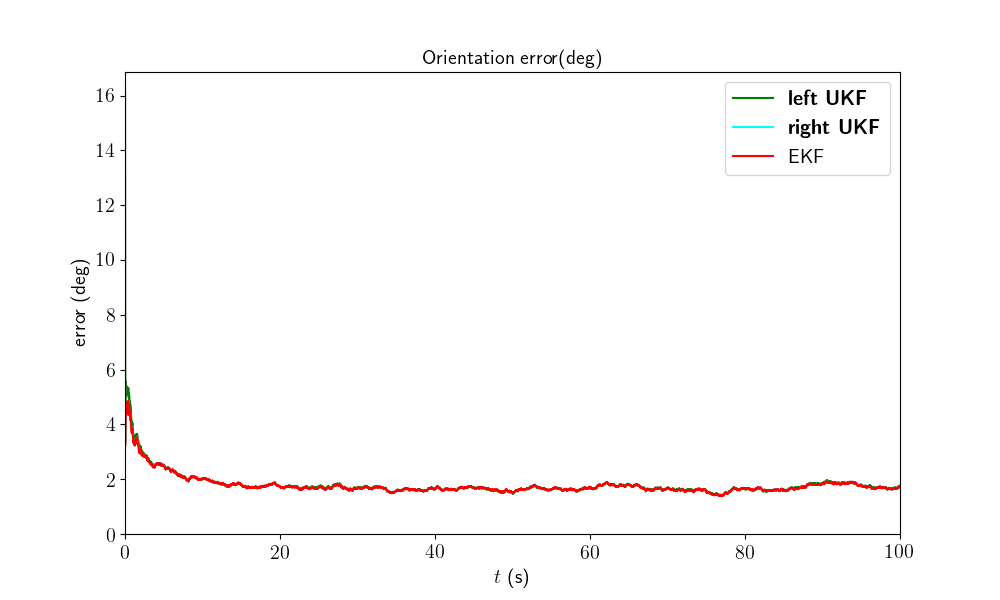 Orientation error(deg)
left UKF
right UKF
EKF
error (deg)
16
14
12
10
8
6
4
2
0
0 20 40 60 80 100
t (s)